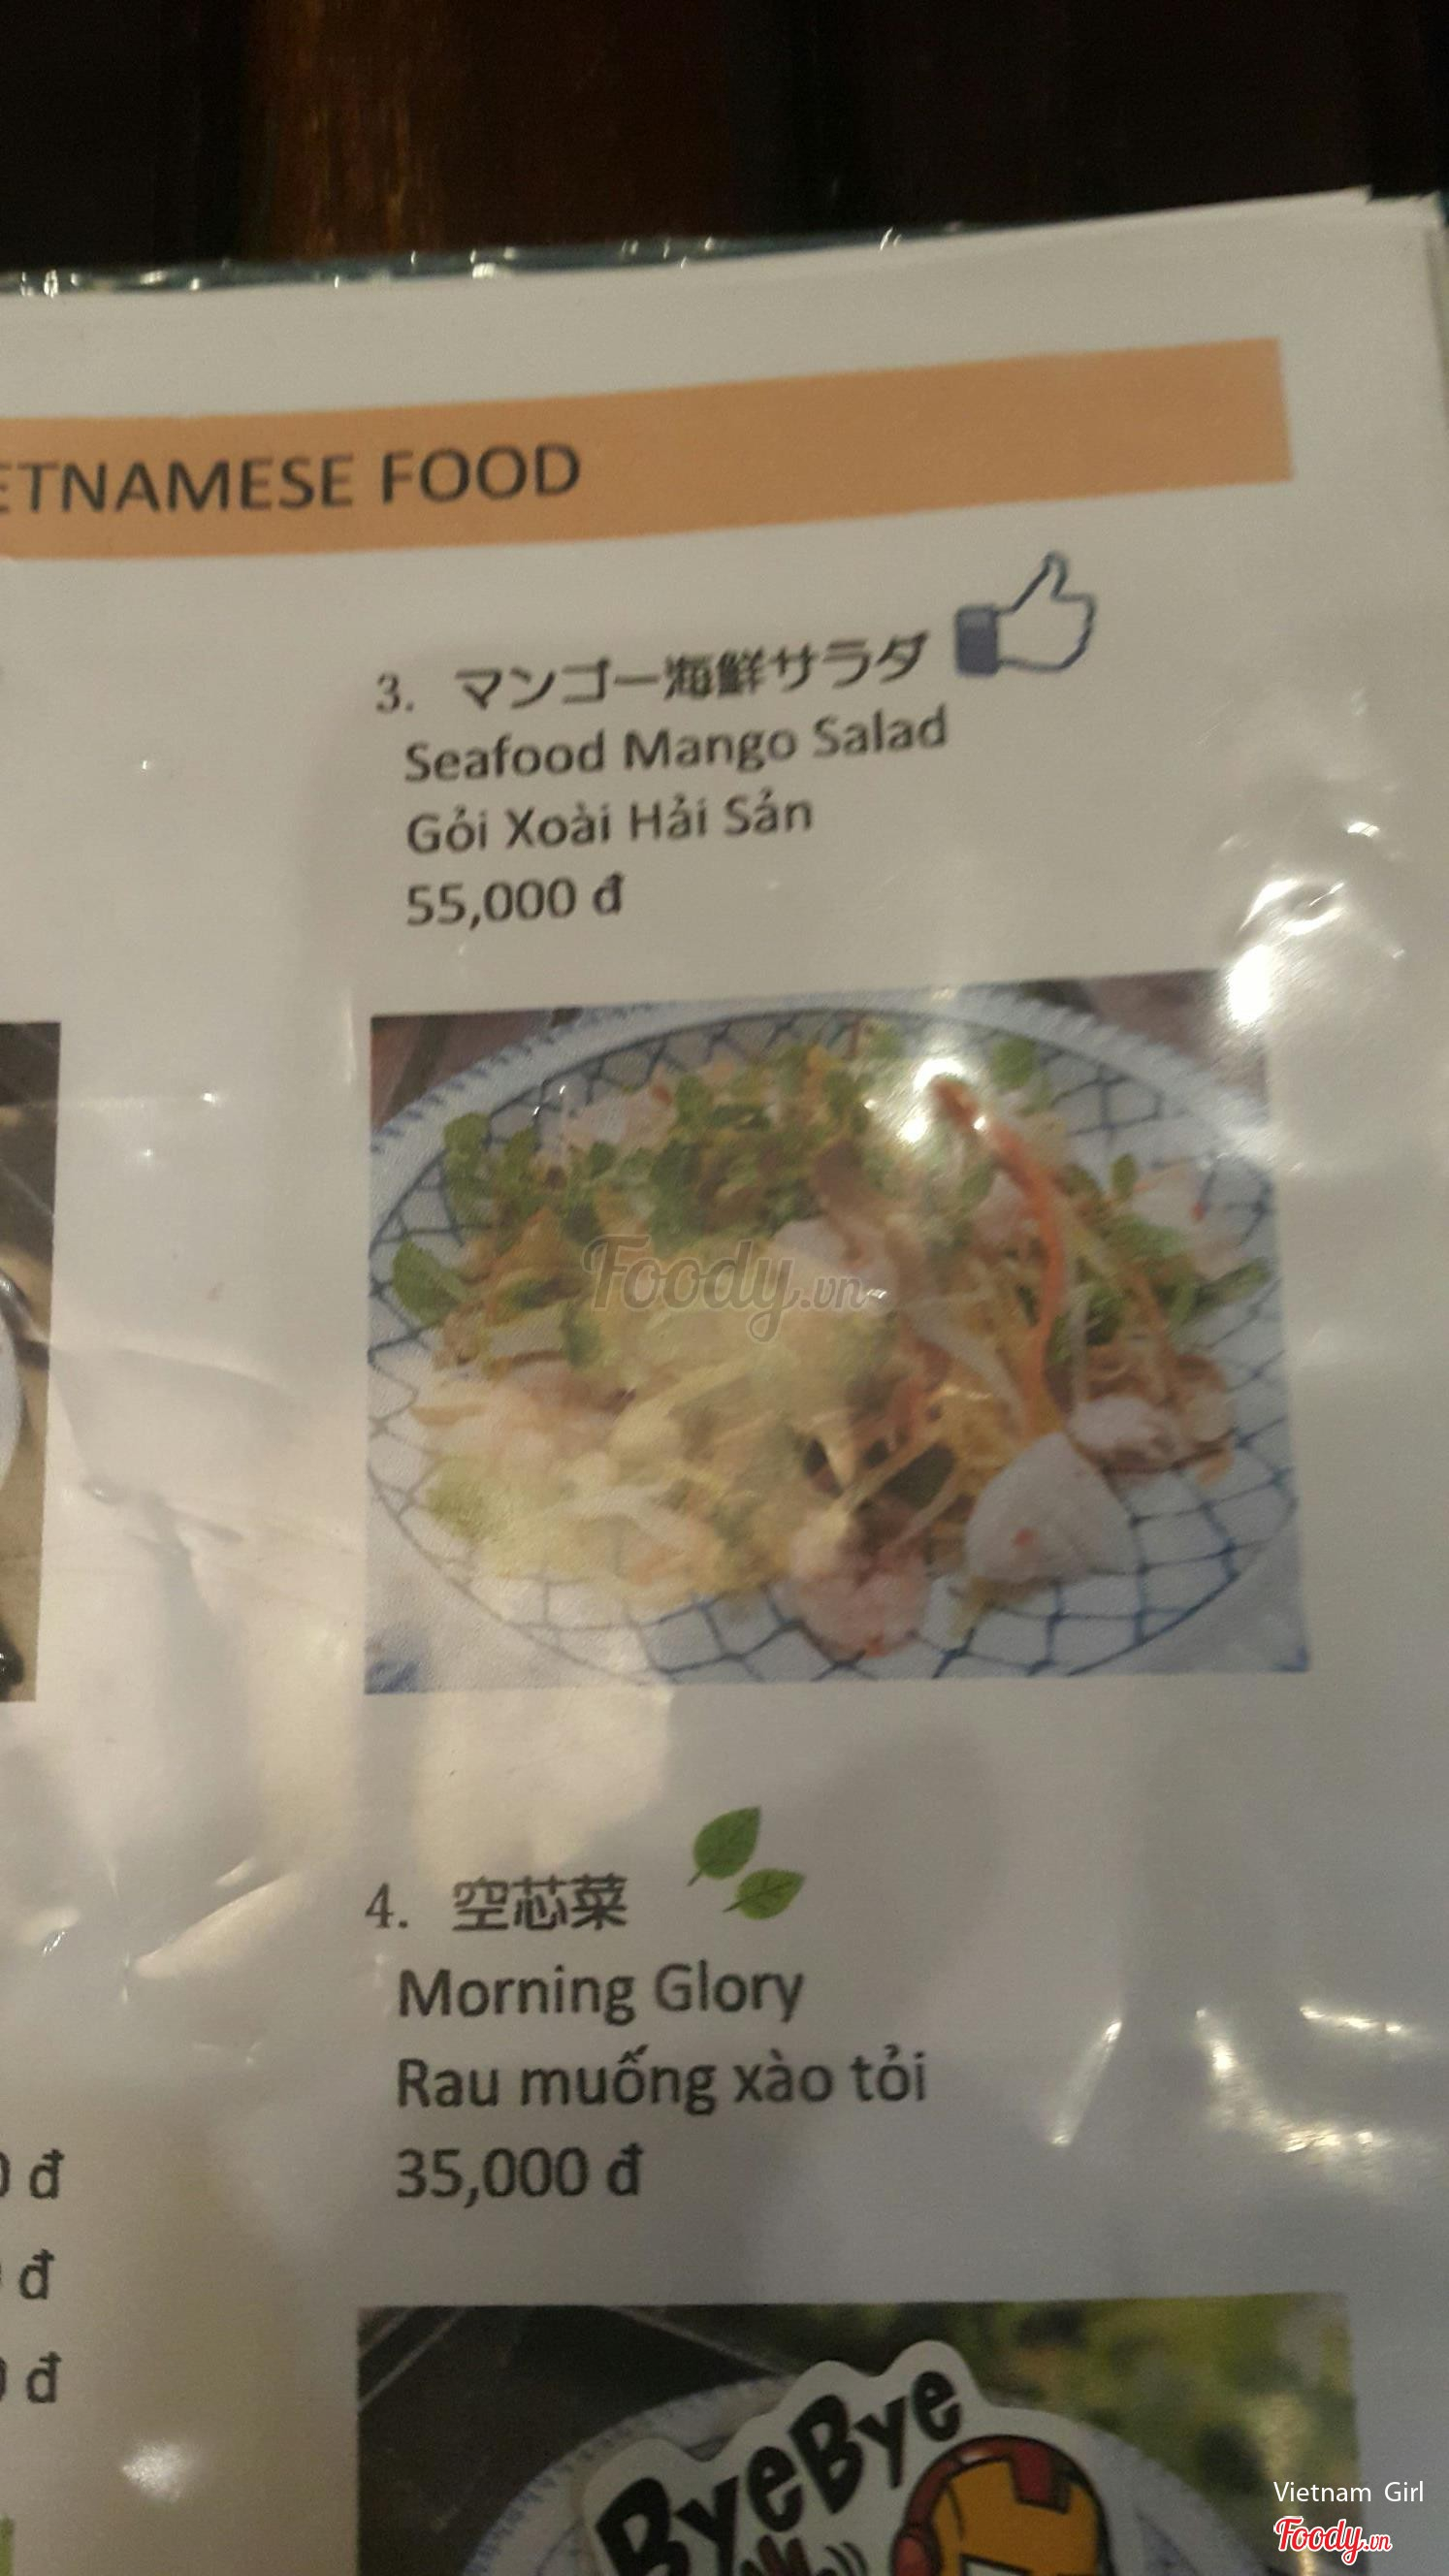 ETNAMESE FOOD
3. マンゴー海鮮サラダ
Seafood Mango Salad
Gỏi Xoài Hải Sản
55,000 đ
Foody.vn
4. 空芯菜
Morning Glory
Rau muống xào tỏi
35,000 đ
đ
đ
đ
ByeBye
Vietnam Girl
Foody.vn